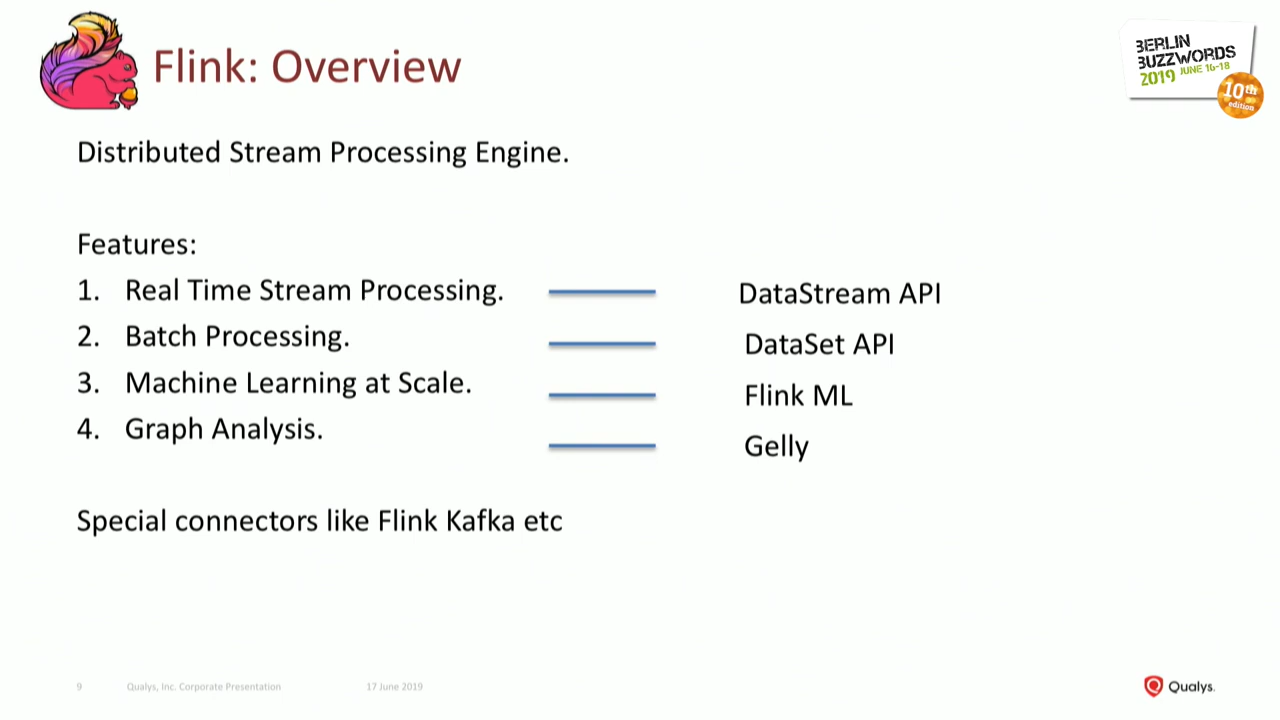 Flink: Overview
BERLIN
BUZZWORDS
2019 JUNE 16-18
10th
edition
Distributed Stream Processing Engine.
Features:
1. Real Time Stream Processing. DataStream API
2. Batch Processing. DataSet API
3. Machine Learning at Scale. Flink ML
4. Graph Analysis. Gelly
Special connectors like Flink Kafka etc
9 Qualys, Inc. Corporate Presentation 17 June 2019
Qualys.